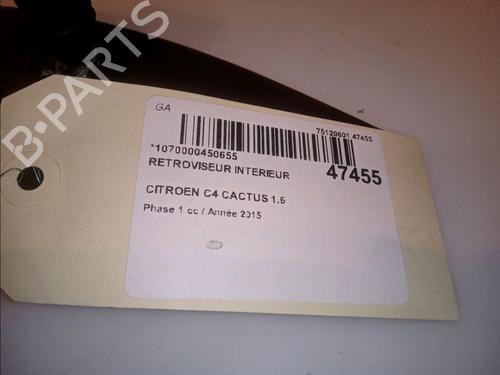 GA
75120601 47455
*1070000450655
47455
RETROVISEUR INTERIEUR
CITROEN C4 CACTUS 1.6
Phase 1 cc / Année 2015
B-PARTS